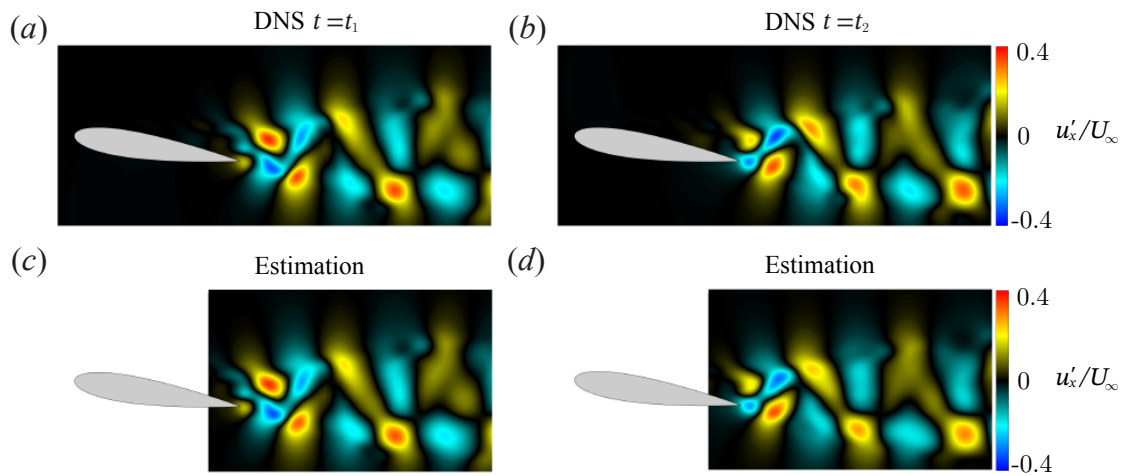 (a) DNS t=t₁ (b) DNS t=t₂
0.4
0 u′ₓ/U∞
-0.4
(c) Estimation (d) Estimation
0.4
0 u′ₓ/U∞
-0.4